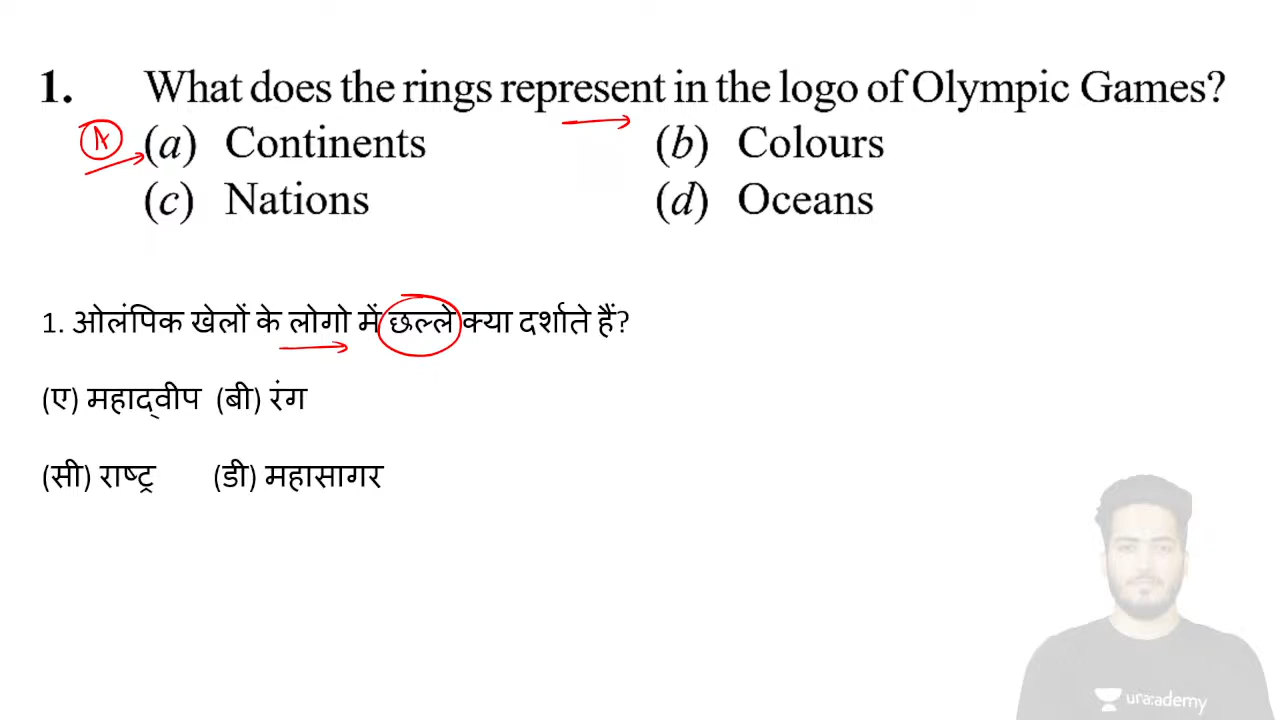 1. What does the rings represent in the logo of Olympic Games?
A (a) Continents (b) Colours
(c) Nations (d) Oceans
1. ओलंपिक खेलों के लोगो में छल्ले क्या दर्शाते हैं?
(ए) महाद्वीप (बी) रंग
(सी) राष्ट्र (डी) महासागर